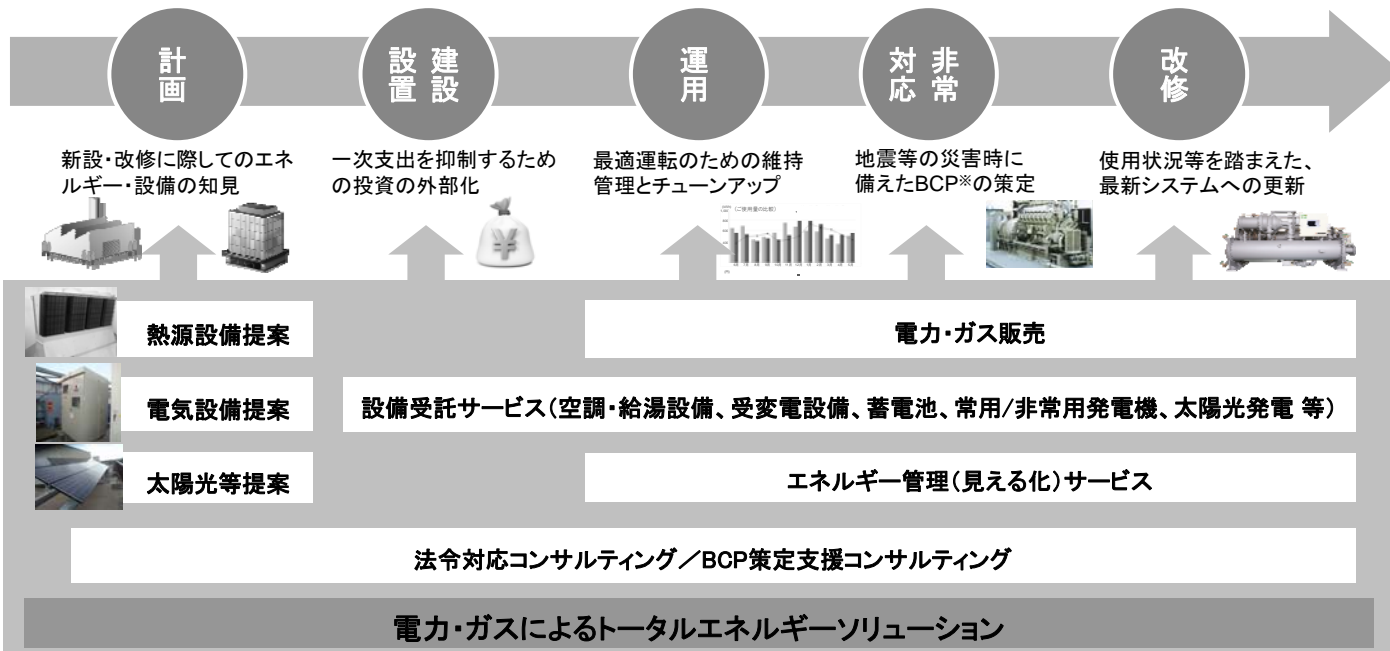 計画
建設
設置
運用
非常
対応
改修
新設・改修に際してのエネ
ルギー・設備の知見
一次支出を抑制するため
の投資の外部化
最適運転のための維持
管理とチューンアップ
地震等の災害時に
備えたBCP※の策定
使用状況等を踏まえた、
最新システムへの更新
¥
(ご使用量の比較)
熱源設備提案
電力・ガス販売
電気設備提案
設備受託サービス(空調・給湯設備、受変電設備、蓄電池、常用/非常用発電機、太陽光発電 等)
太陽光等提案
エネルギー管理(見える化)サービス
法令対応コンサルティング/BCP策定支援コンサルティング
電力・ガスによるトータルエネルギーソリューション